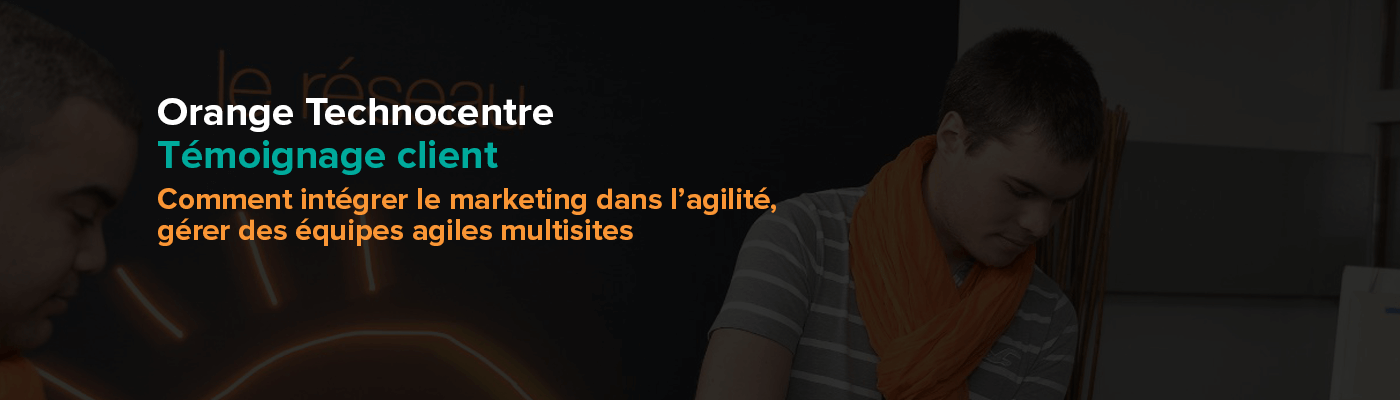 le réseau
Orange Technocentre
Témoignage client
Comment intégrer le marketing dans l’agilité,
gérer des équipes agiles multisites